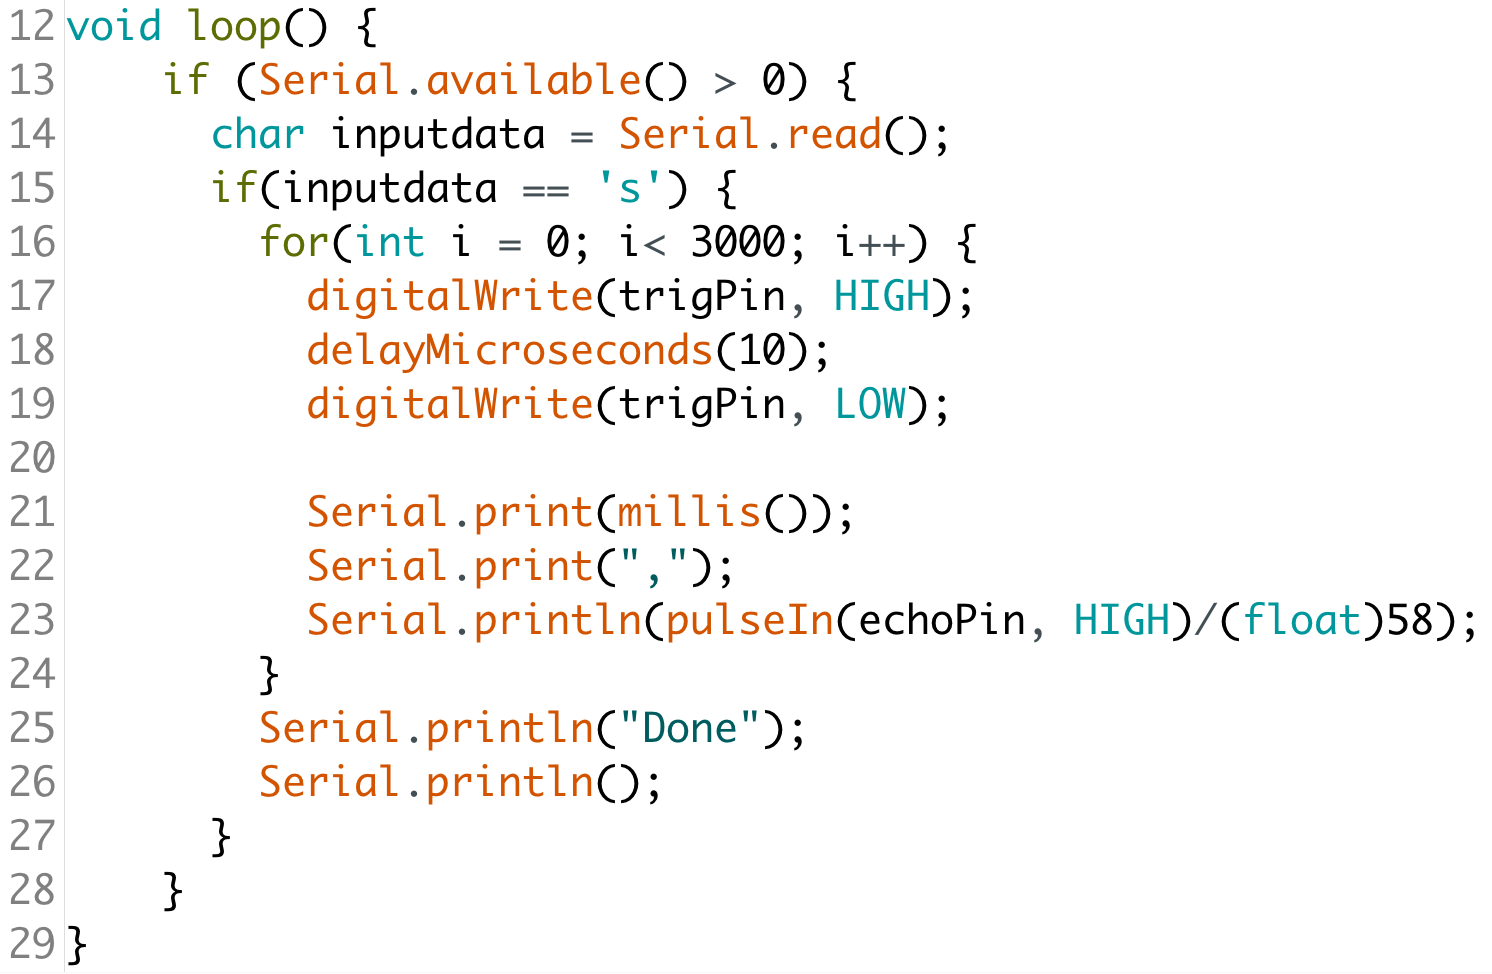 12 void loop() {
13     if (Serial.available() > 0) {
14       char inputdata = Serial.read();
15       if(inputdata == 's') {
16         for(int i = 0; i< 3000; i++) {
17           digitalWrite(trigPin, HIGH);
18           delayMicroseconds(10);
19           digitalWrite(trigPin, LOW);
20
21           Serial.print(millis());
22           Serial.print(",");
23           Serial.println(pulseIn(echoPin, HIGH)/(float)58);
24         }
25         Serial.println("Done");
26         Serial.println();
27       }
28     }
29 }